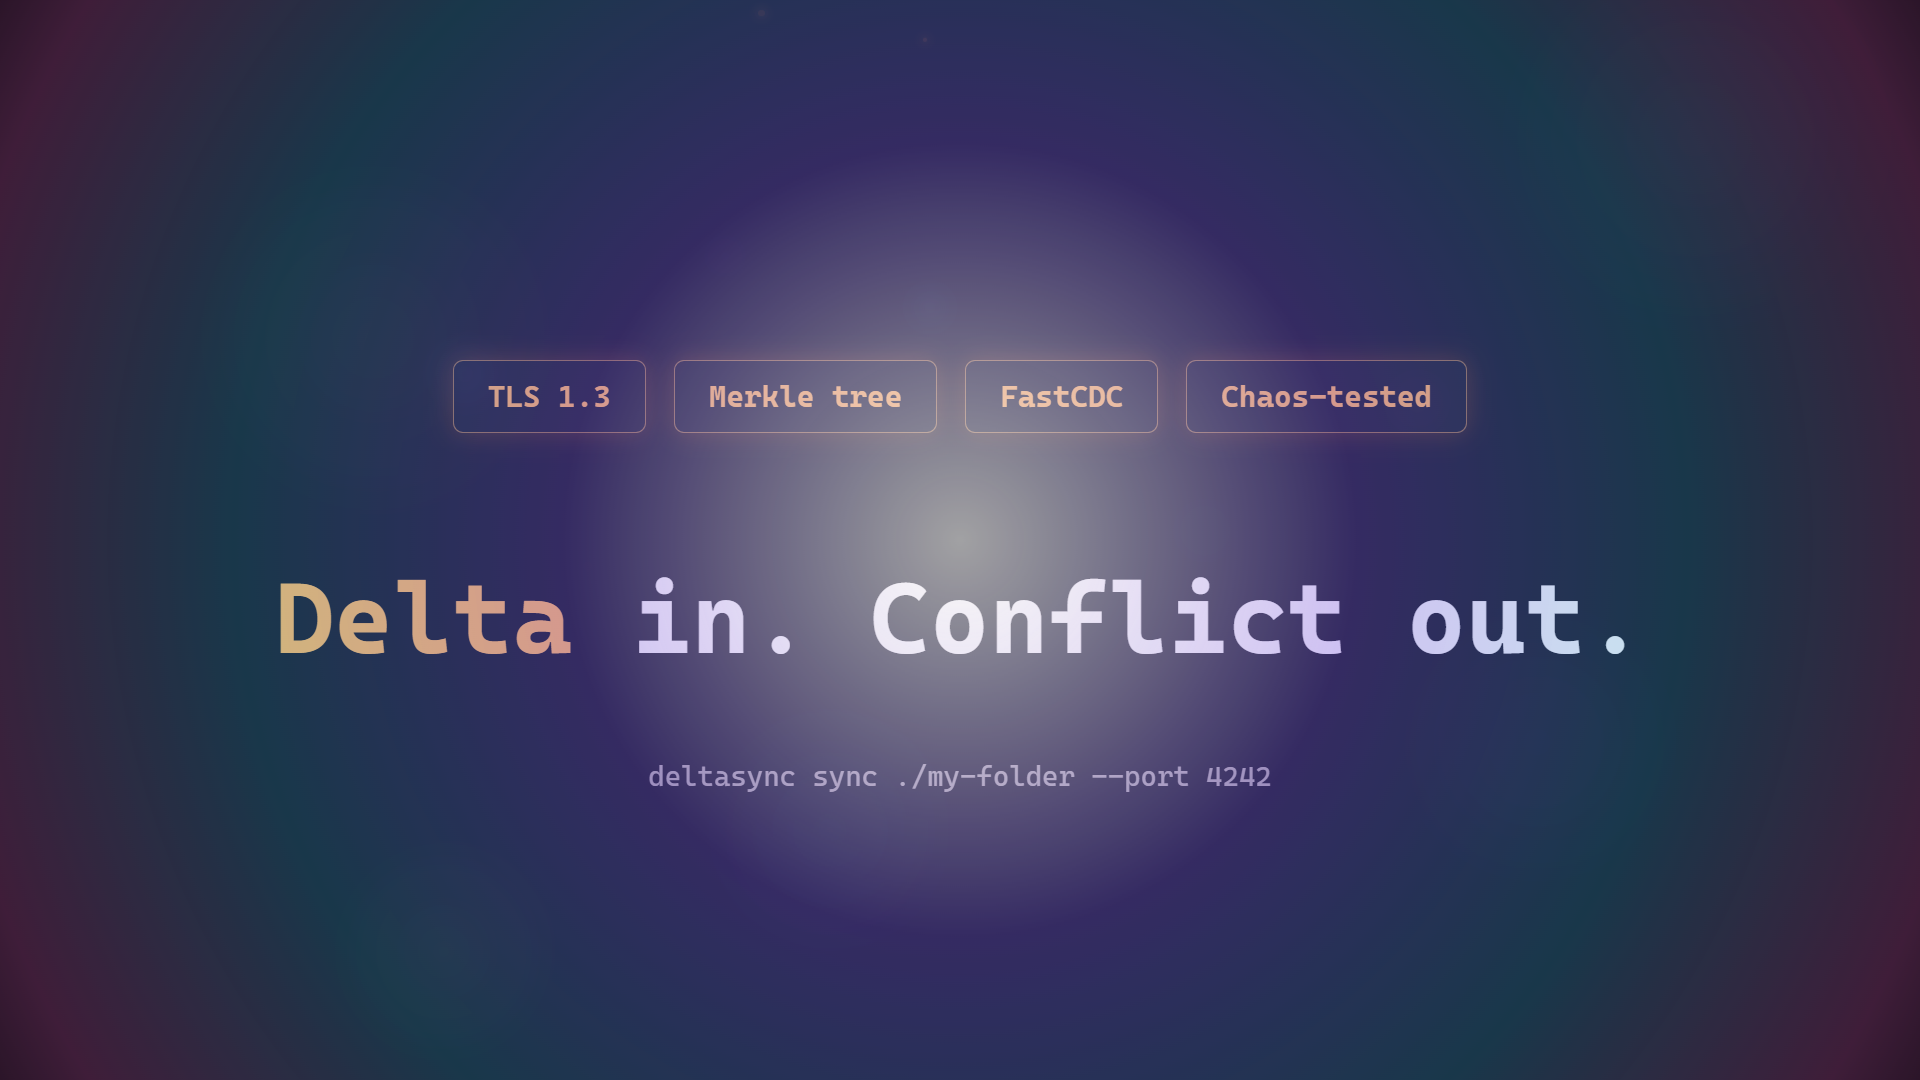 TLS 1.3 Merkle tree FastCDC Chaos-tested
Delta in. Conflict out.
deltasync sync ./my-folder --port 4242